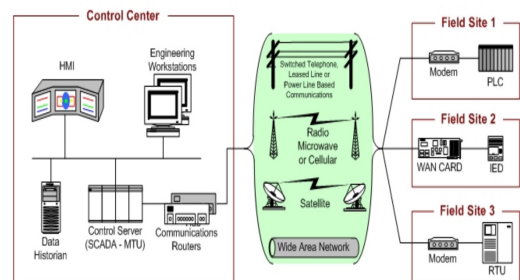 Control Center
HMI
Engineering
Workstations
Data
Historian
Control Server
(SCADA - MTU)
Communications
Routers
Switched Telephone,
Leased Line or
Power Line Based
Communications
Radio
Microwave
or Cellular
Satellite
Wide Area Network
Field Site 1
Modem
PLC
Field Site 2
WAN CARD
IED
Field Site 3
Modem
RTU